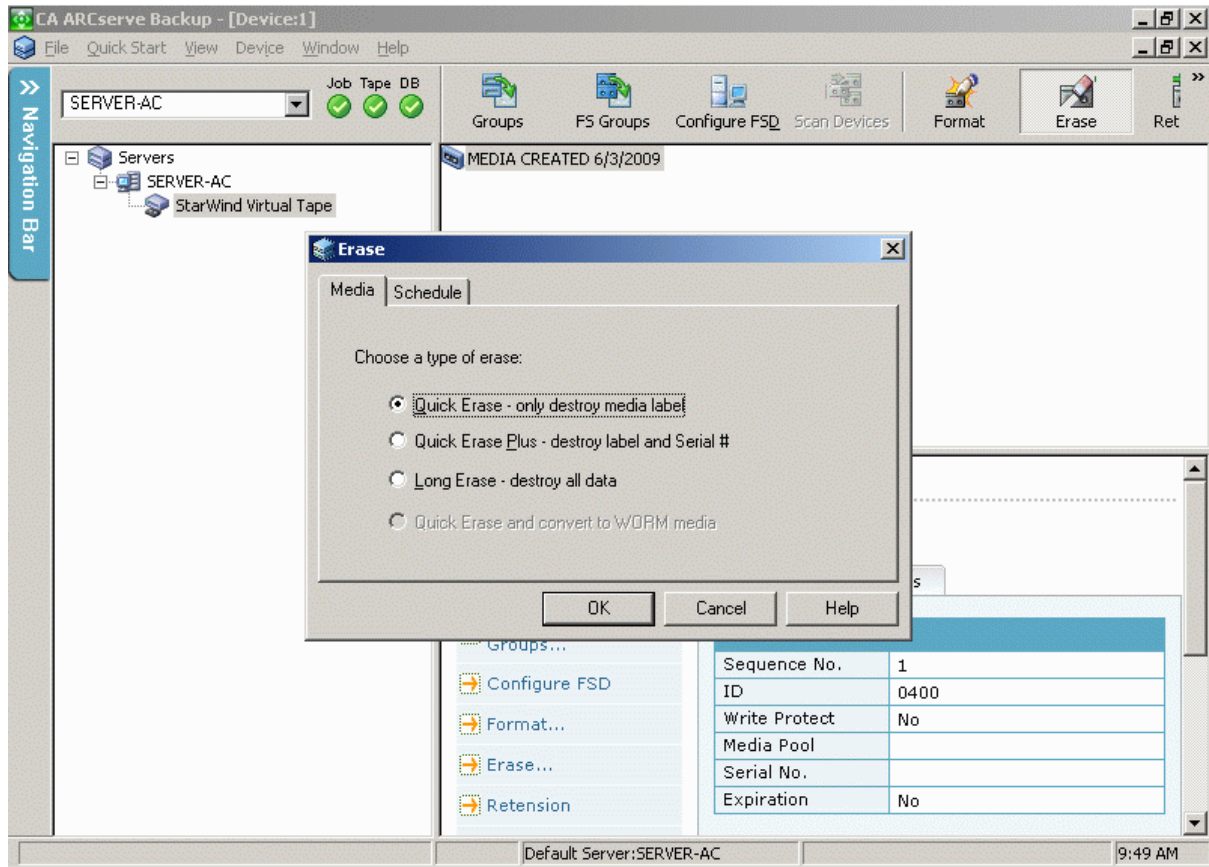 CA ARCserve Backup - [Device:1]
File Quick Start View Device Window Help
Navigation Bar
SERVER-AC
Job Tape DB
Groups FS Groups Configure FSD Scan Devices Format Erase Ret
Servers
SERVER-AC
StarWind Virtual Tape
MEDIA CREATED 6/3/2009
Erase
Media Schedule
Choose a type of erase:
Quick Erase - only destroy media label
Quick Erase Plus - destroy label and Serial #
Long Erase - destroy all data
Quick Erase and convert to WORM media
OK Cancel Help
s
Groups...
Configure FSD
Format...
Erase...
Retension
Sequence No. 1
ID 0400
Write Protect No
Media Pool
Serial No.
Expiration No
Default Server:SERVER-AC
9:49 AM